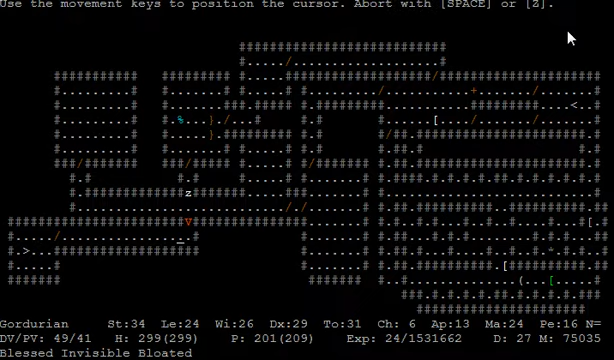 Use the movement keys to position the cursor. Abort with [SPACE] or [Z].
Gordurian St:34 Le:24 Wi:26 Dx:29 To:31 Ch: 6 Ap:13 Ma:24 Pe:16 N=
DV/PV: 49/41 H: 299(299) P: 201(209) Exp: 24/1531662 D: 27 M: 75035
Blessed Invisible Bloated